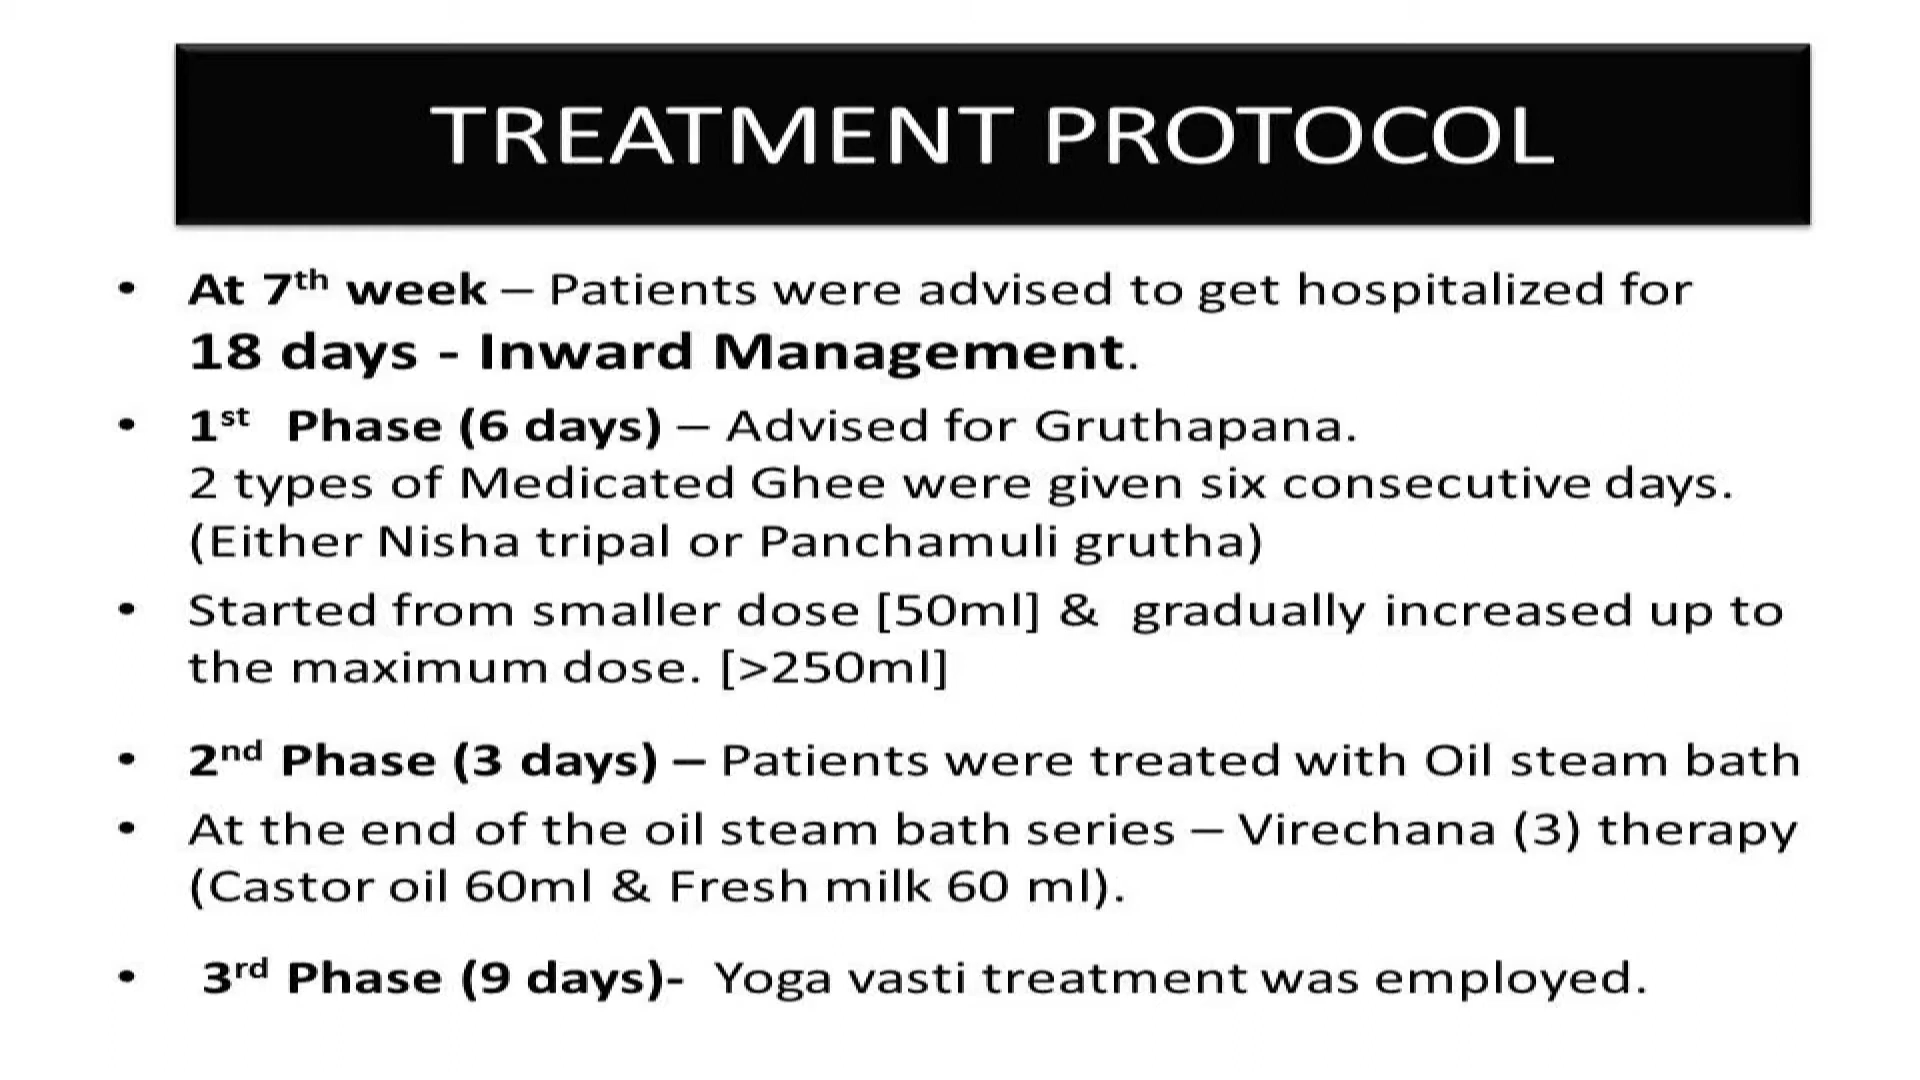 TREATMENT PROTOCOL
• At 7th week – Patients were advised to get hospitalized for
18 days - Inward Management.
• 1st Phase (6 days) – Advised for Gruthapana.
2 types of Medicated Ghee were given six consecutive days.
(Either Nisha tripal or Panchamuli grutha)
• Started from smaller dose [50ml] & gradually increased up to
the maximum dose. [>250ml]
• 2nd Phase (3 days) – Patients were treated with Oil steam bath
• At the end of the oil steam bath series – Virechana (3) therapy
(Castor oil 60ml & Fresh milk 60 ml).
• 3rd Phase (9 days)- Yoga vasti treatment was employed.